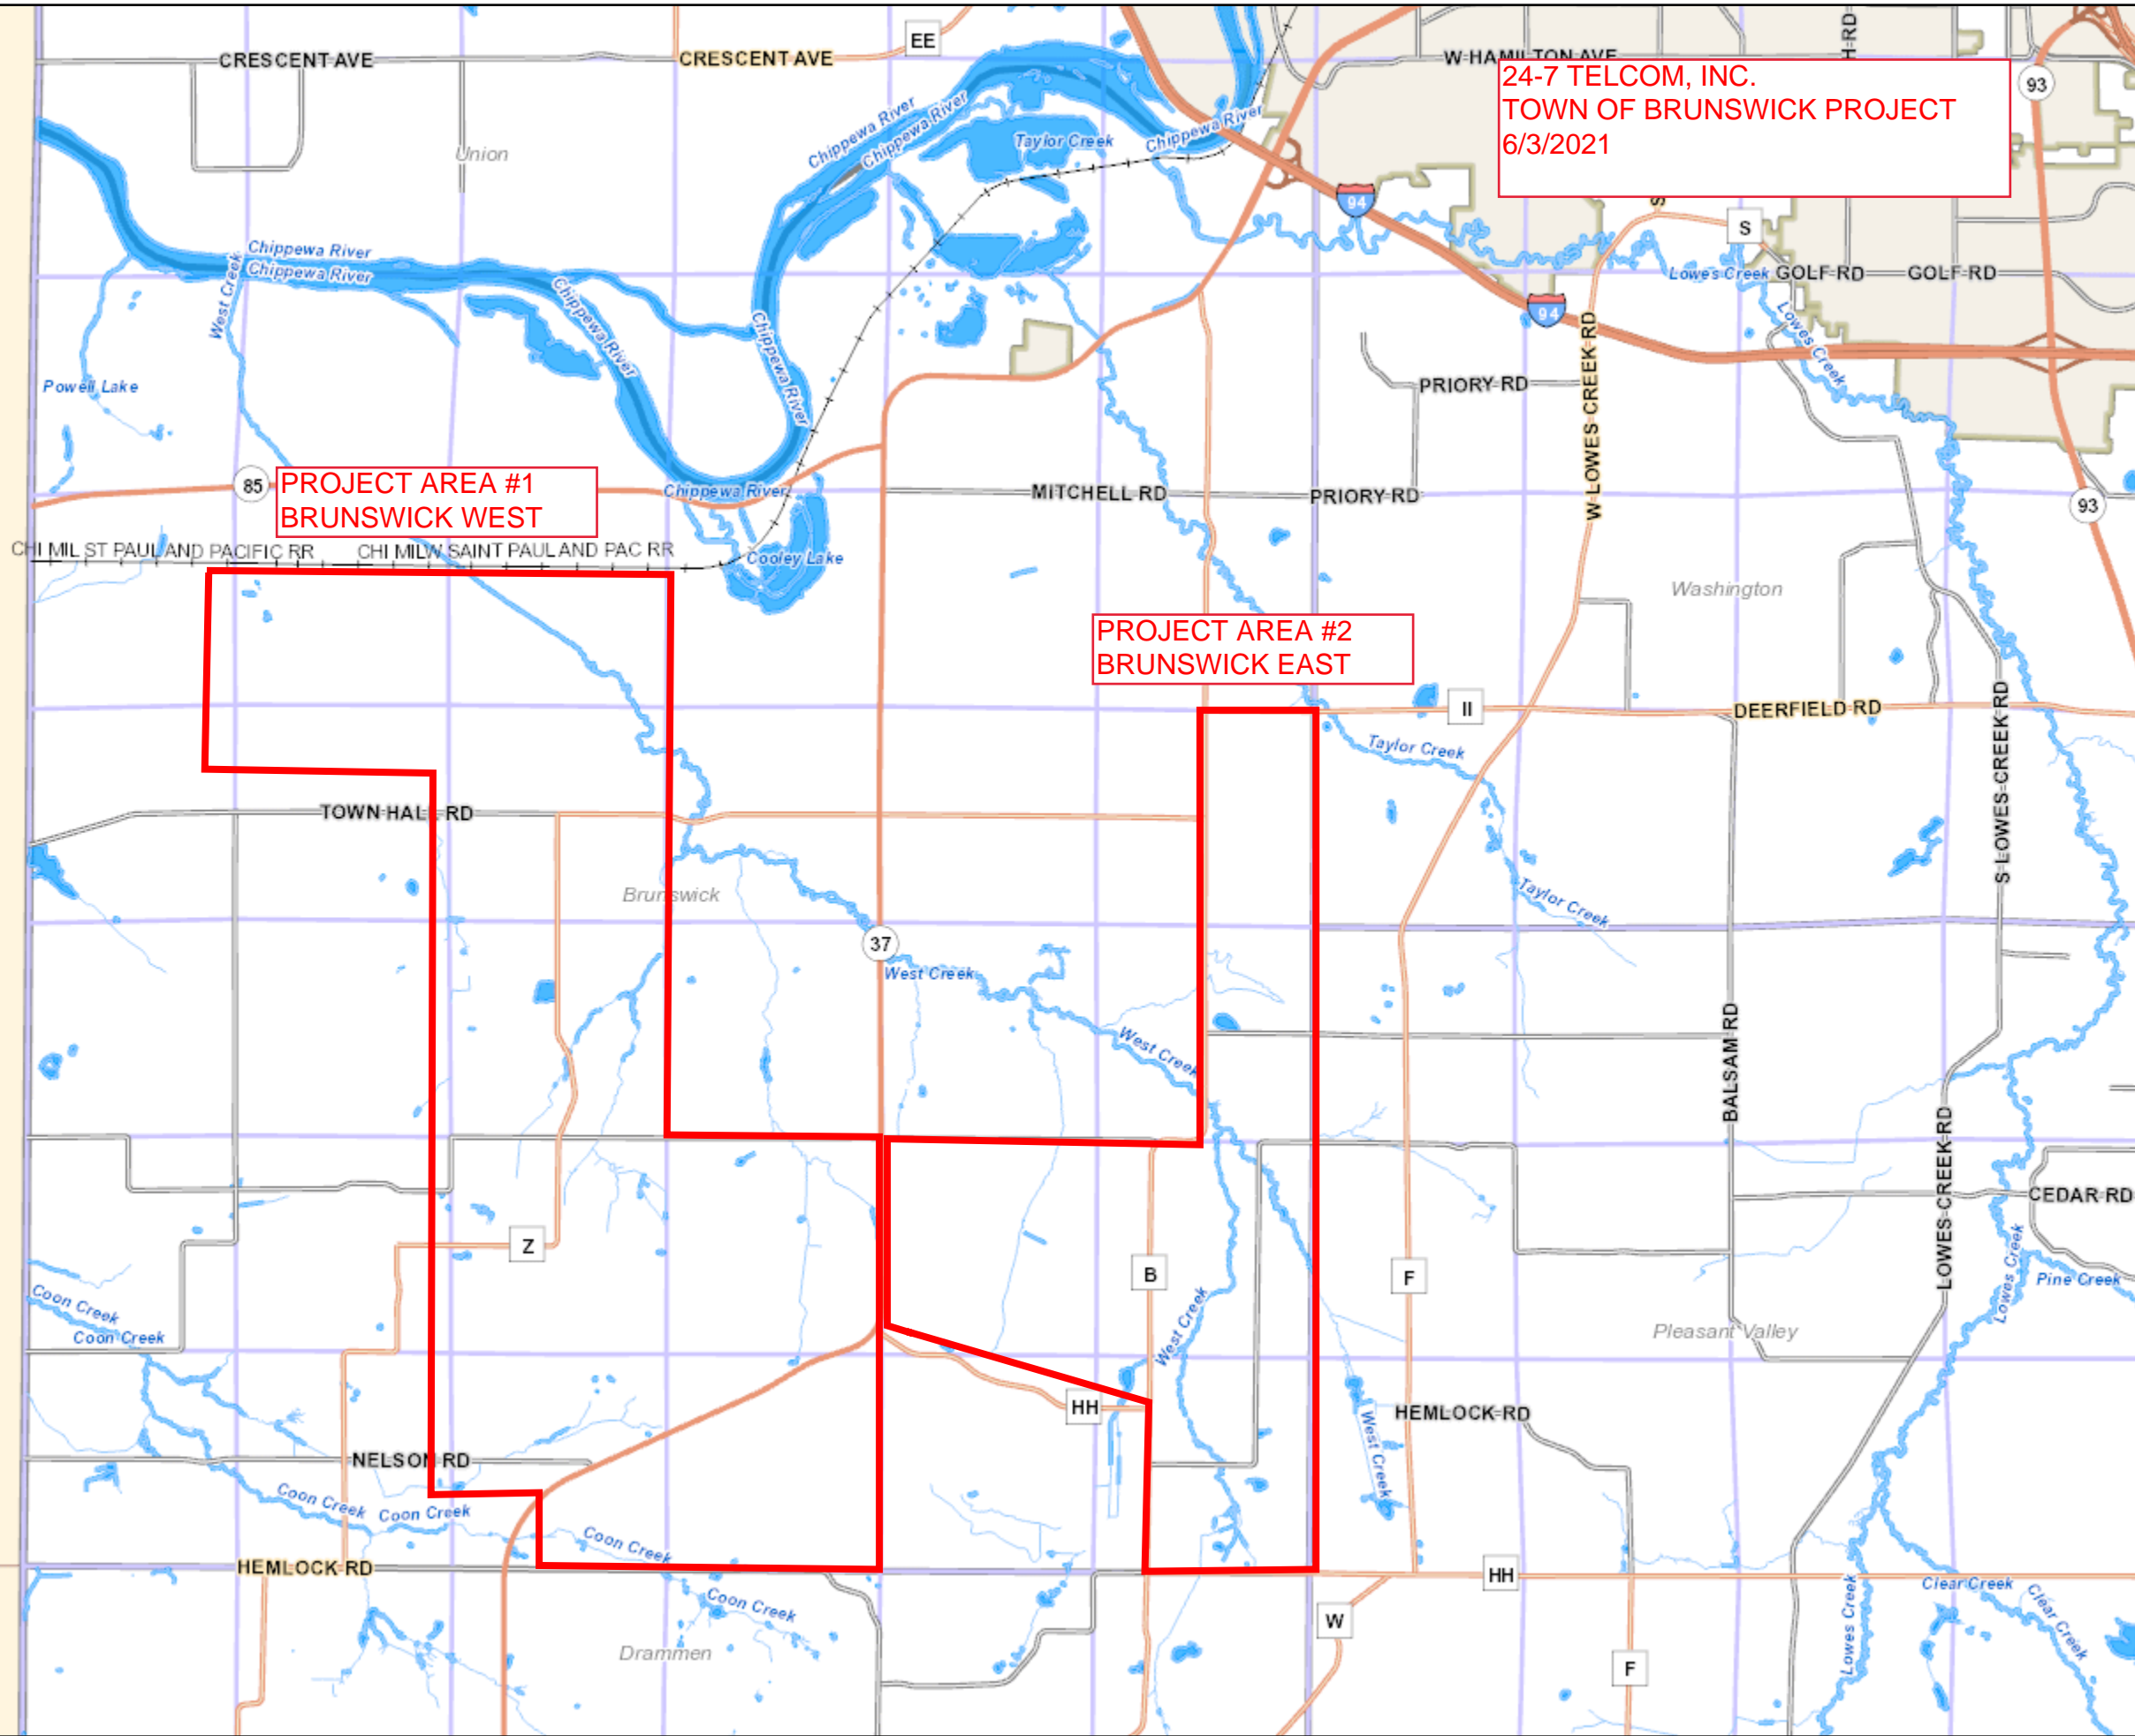 EE
CRESCENT AVE
CRESCENT AVE
W HAMILTON AVE
H-RD
93
24-7 TELCOM, INC.
TOWN OF BRUNSWICK PROJECT
6/3/2021
Chippewa River
Chippewa River
Taylor Creek
Chippewa River
Union
94
S
S
Chippewa River
Chippewa River
West Creek
Lowes Creek
GOLF RD
GOLF RD
Chippewa River
Chippewa River
94
Lowes Creek
Powell Lake
PRIORY RD
W LOWES CREEK RD
85
PROJECT AREA #1
BRUNSWICK WEST
Chippewa River
MITCHELL RD
PRIORY RD
93
CHI MIL ST PAUL AND PACIFIC RR
CHI MILW SAINT PAUL AND PAC RR
Cooley Lake
Washington
PROJECT AREA #2
BRUNSWICK EAST
II
DEERFIELD RD
Taylor Creek
S LOWES CREEK RD
TOWN HALL RD
Brunswick
Taylor Creek
37
West Creek
West Creek
BALSAM RD
LOWES CREEK RD
CEDAR RD
Z
B
F
Lowes Creek
Pine Creek
Coon Creek
Coon Creek
West Creek
Pleasant Valley
HH
HEMLOCK RD
West Creek
NELSON RD
Coon Creek
Coon Creek
Coon Creek
HEMLOCK RD
HH
Clear Creek
Coon Creek
W
Lowes Creek
Clear Creek
Drammen
F